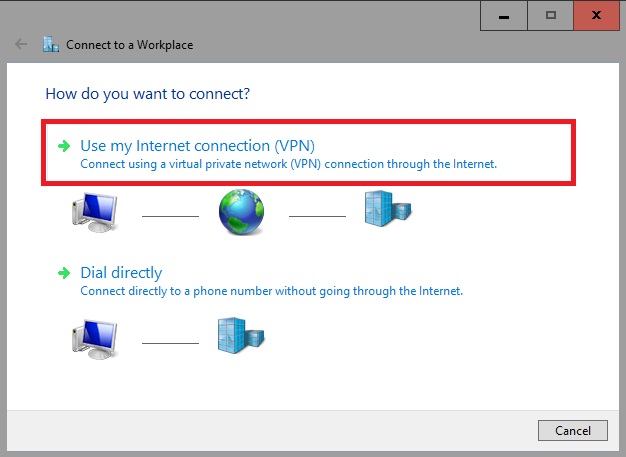 Connect to a Workplace
How do you want to connect?
Use my Internet connection (VPN)
Connect using a virtual private network (VPN) connection through the Internet.
Dial directly
Connect directly to a phone number without going through the Internet.
Cancel